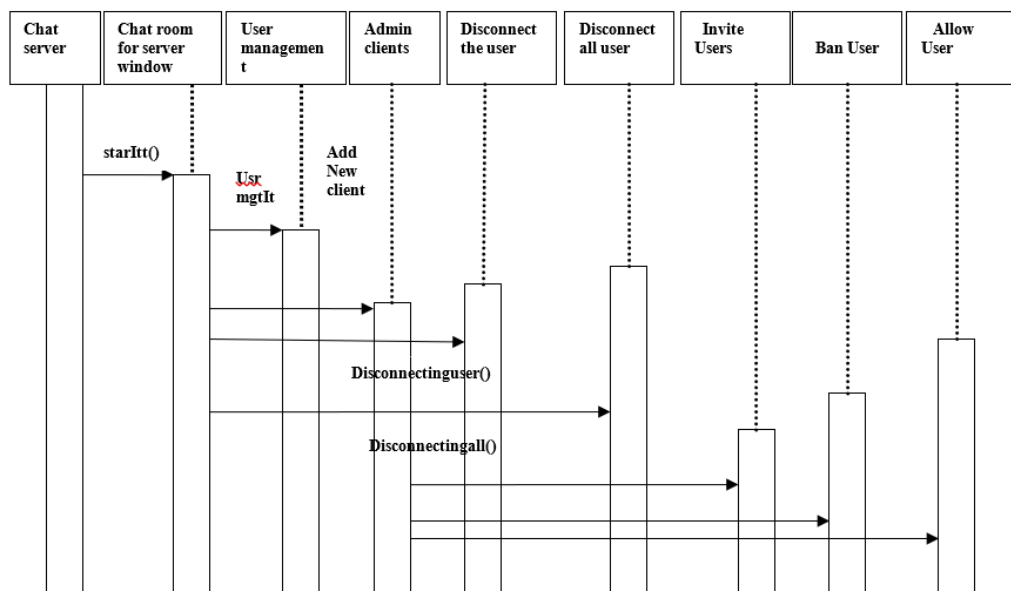 Chat
server
Chat room
for server
window
User
managemen
t
Admin
clients
Disconnect
the user
Disconnect
all user
Invite
Users
Ban User
Allow
User
starItt()
Usr
mgtIt
Add
New
client
Disconnectinguser()
Disconnectingall()